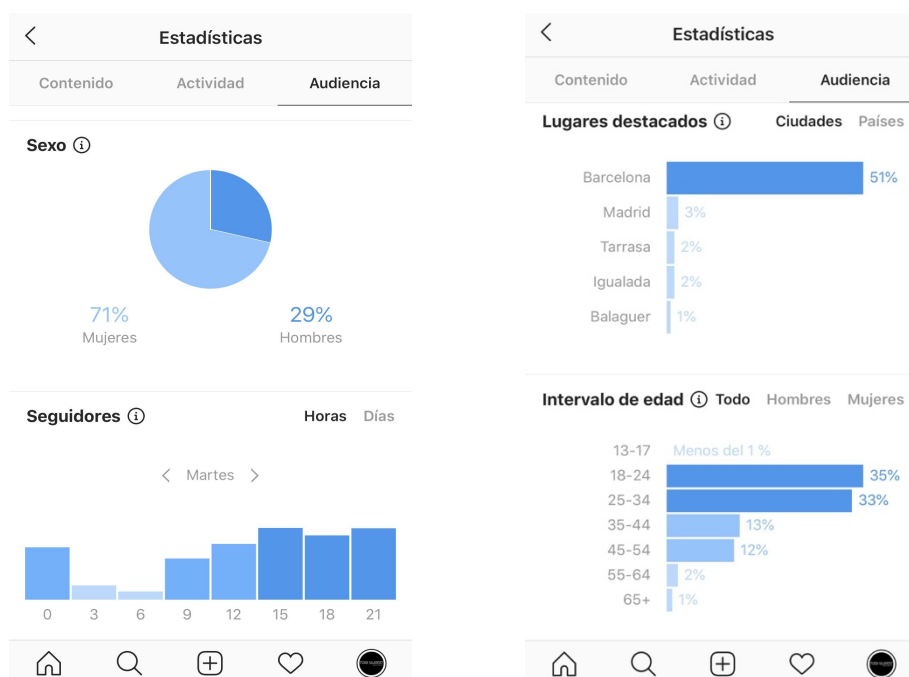 Estadísticas
Contenido Actividad Audiencia
Sexo
71% 29%
Mujeres Hombres
Seguidores Horas Días
Martes
0 3 6 9 12 15 18 21
Estadísticas
Contenido Actividad Audiencia
Lugares destacados Ciudades Países
Barcelona 51%
Madrid 3%
Tarrasa 2%
Igualada 2%
Balaguer 1%
Intervalo de edad Todo Hombres Mujeres
13-17 Menos del 1 %
18-24 35%
25-34 33%
35-44 13%
45-54 12%
55-64 2%
65+ 1%